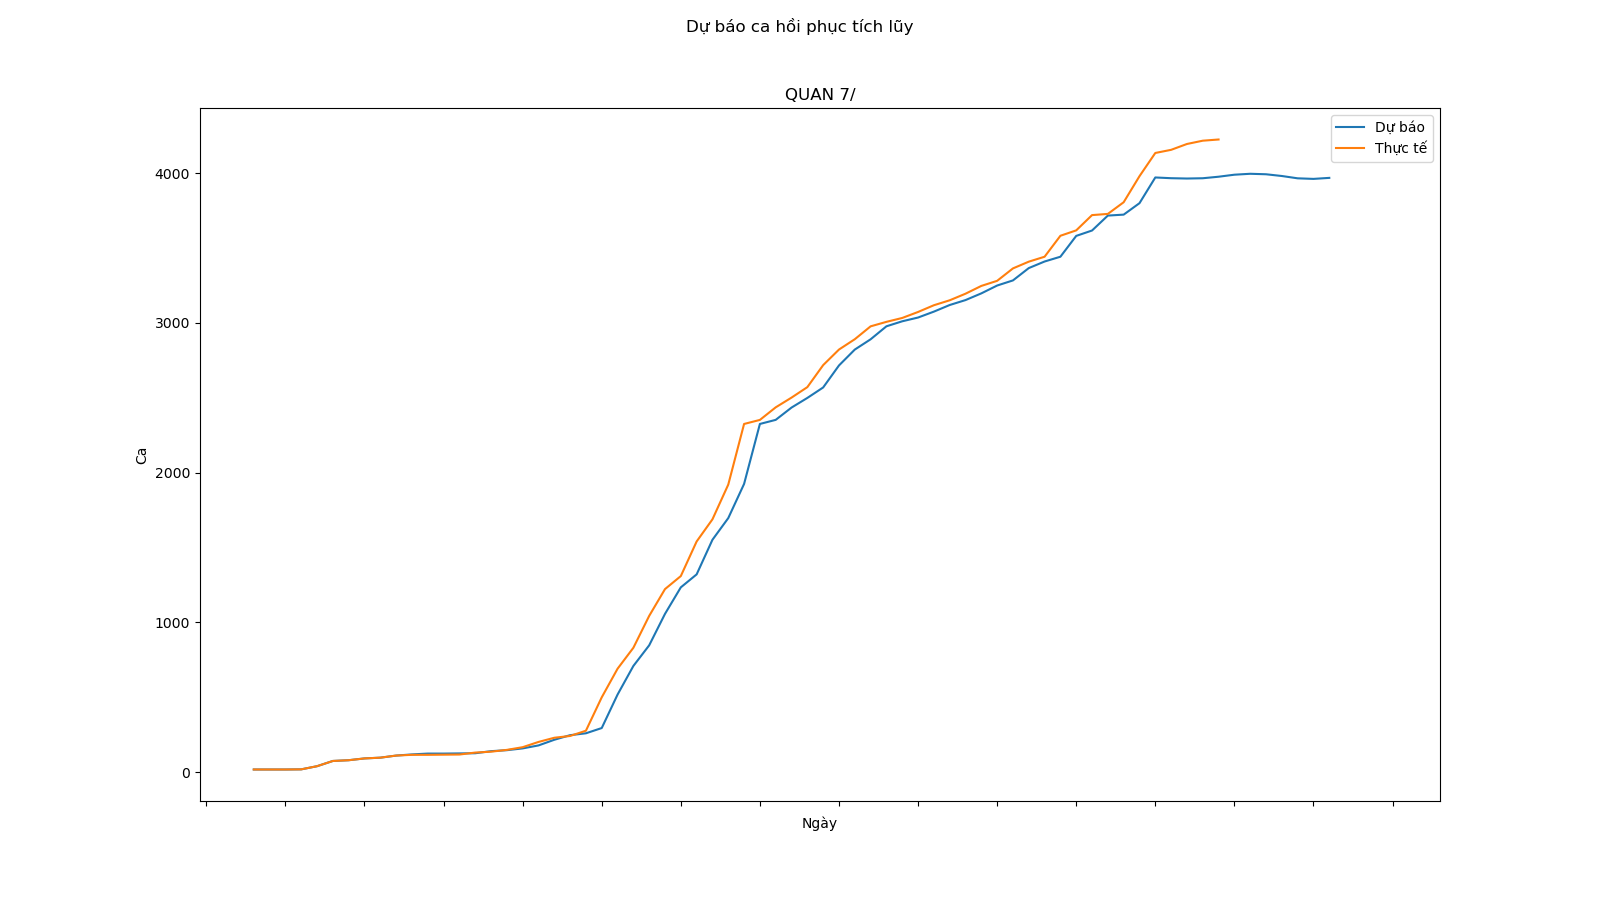 Dự báo ca hồi phục tích lũy
QUAN 7/
Dự báo
Thực tế
4000
3000
2000
1000
0
Ca
Ngày